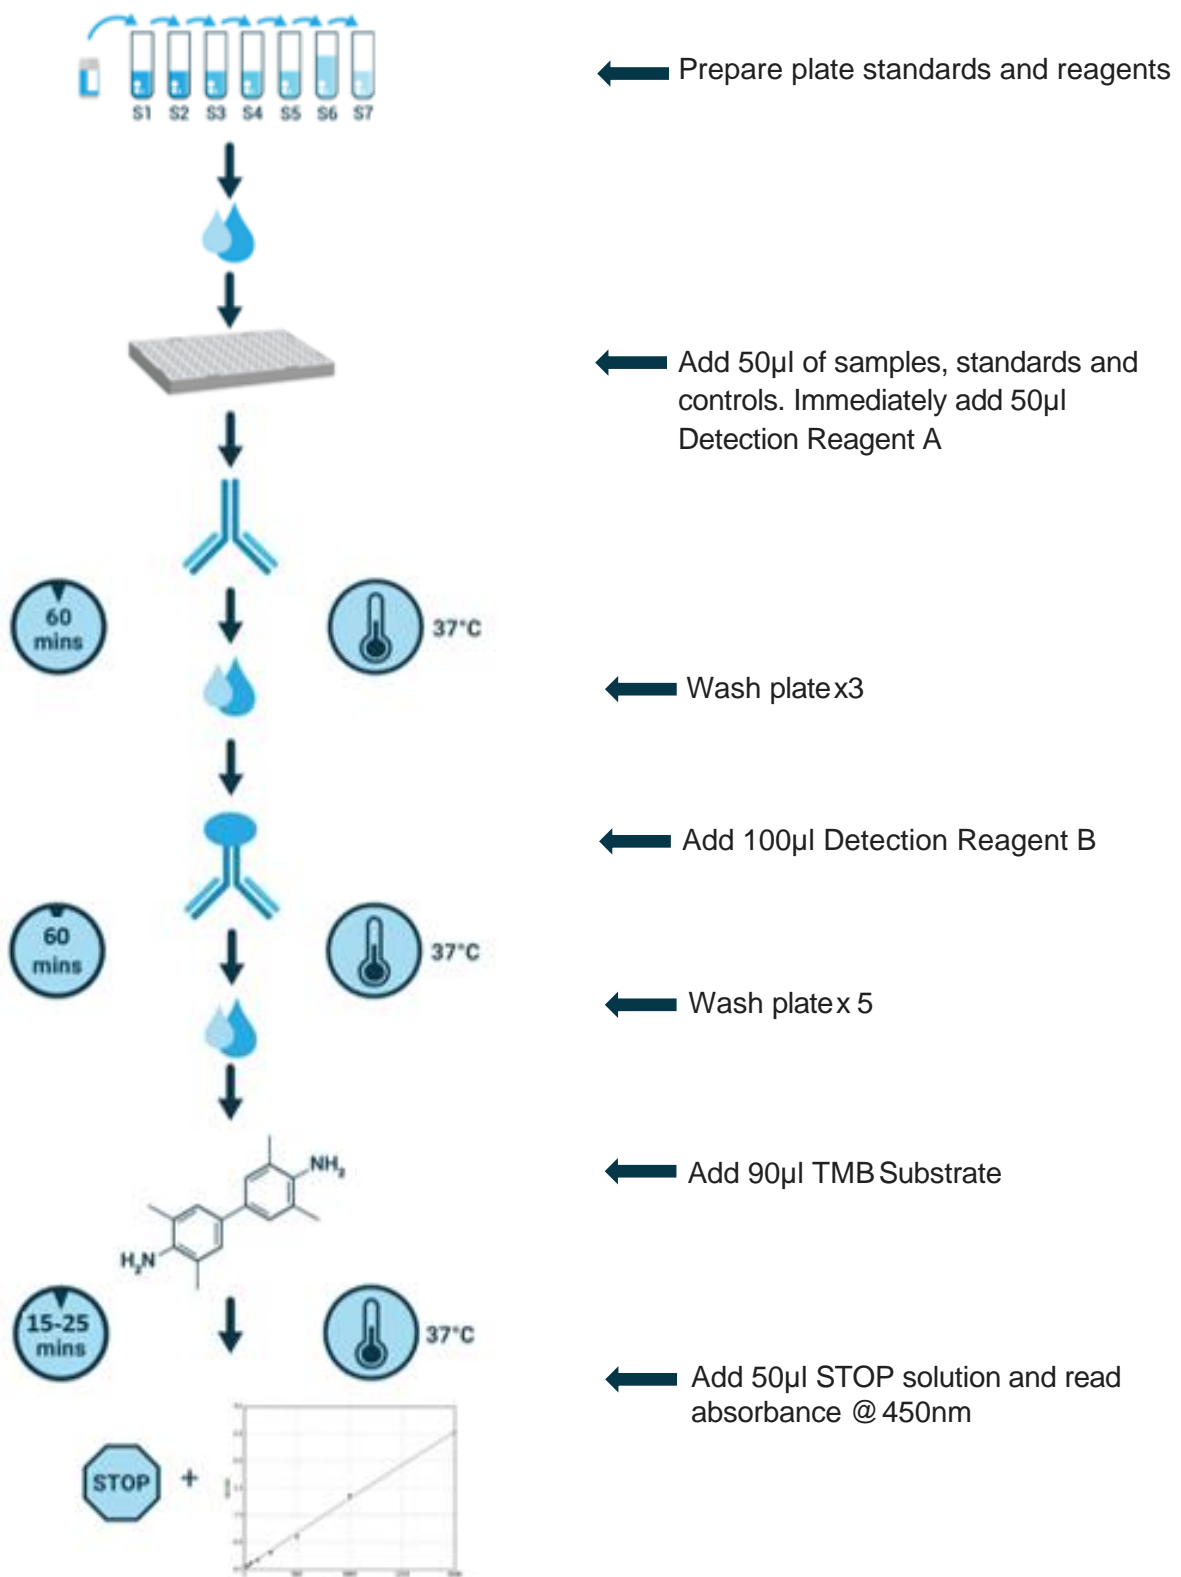 S1 S2 S3 S4 S5 S6 S7
Prepare plate standards and reagents
Add 50µl of samples, standards and
controls. Immediately add 50µl
Detection Reagent A
60
mins
37°C
Wash plate x3
Add 100µl Detection Reagent B
60
mins
37°C
Wash plate x 5
Add 90µl TMB Substrate
NH₂
H₂N
15-25
mins
37°C
Add 50µl STOP solution and read
absorbance @ 450nm
STOP +